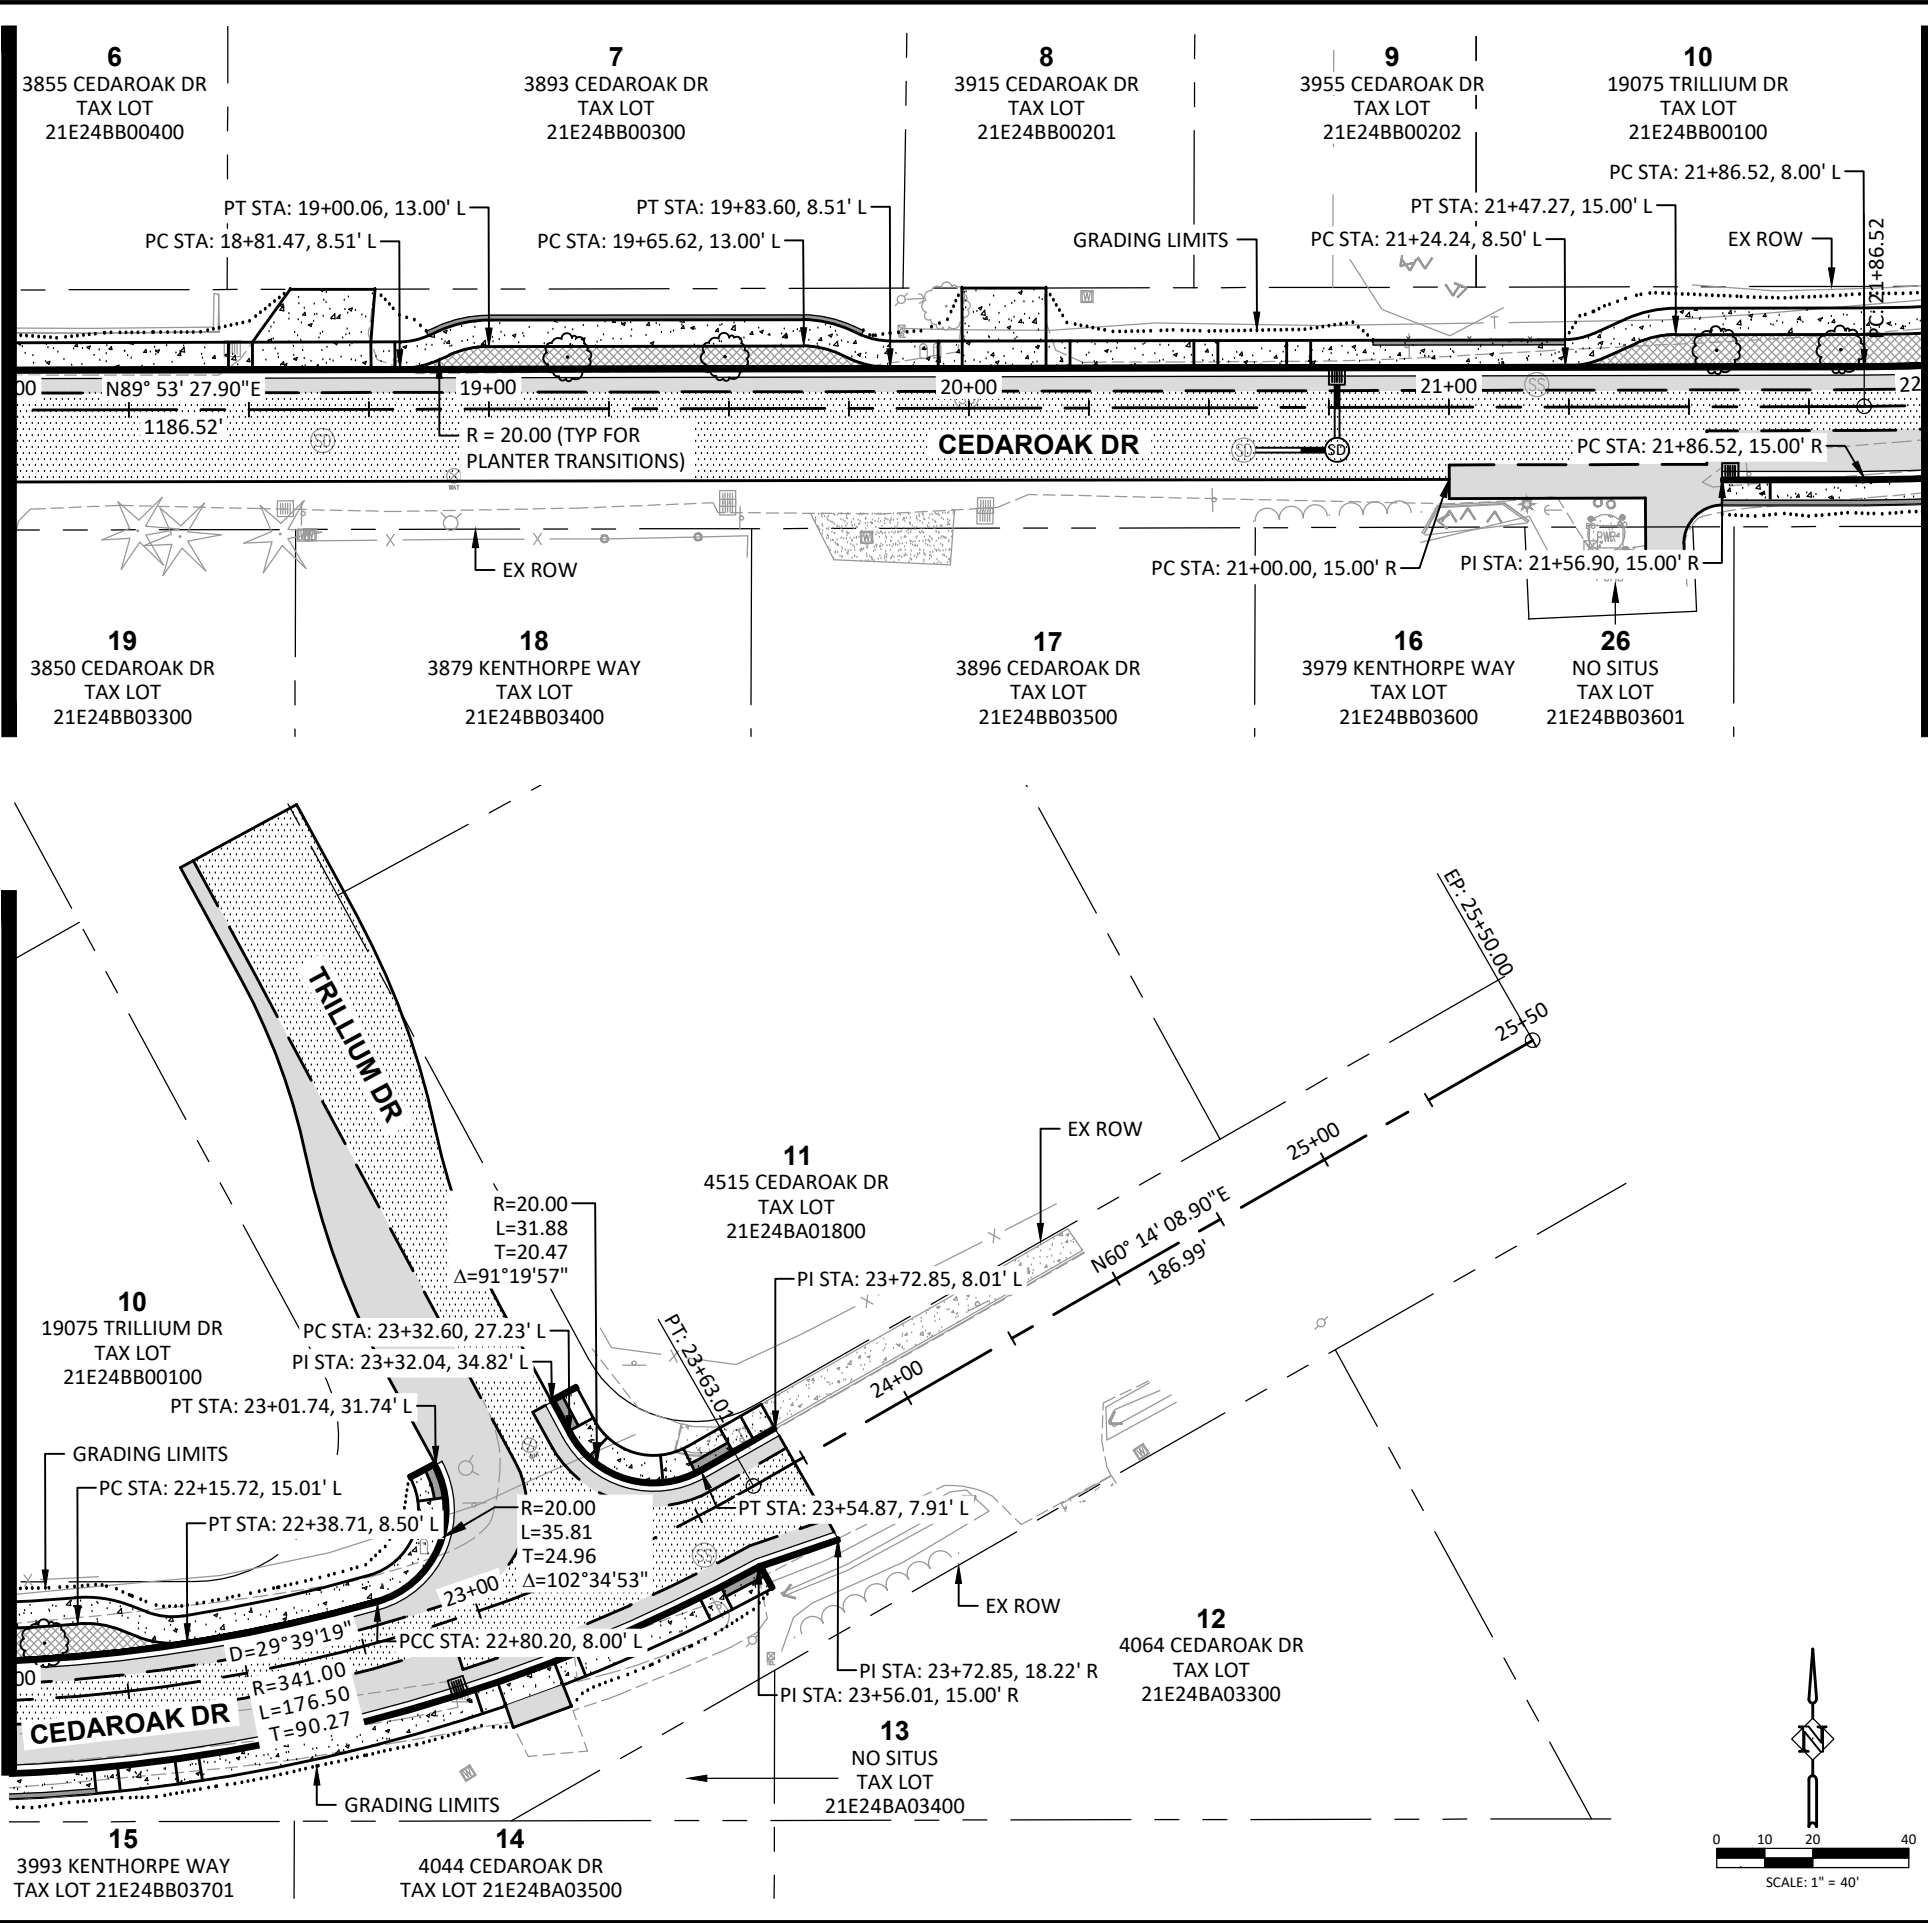 6
3855 CEDAROAK DR
TAX LOT
21E24BB00400
7
3893 CEDAROAK DR
TAX LOT
21E24BB00300
8
3915 CEDAROAK DR
TAX LOT
21E24BB00201
9
3955 CEDAROAK DR
TAX LOT
21E24BB00202
10
19075 TRILLIUM DR
TAX LOT
21E24BB00100
PC STA: 21+86.52, 8.00' L
PT STA: 19+00.06, 13.00' L
PT STA: 19+83.60, 8.51' L
PT STA: 21+47.27, 15.00' L
PC STA: 18+81.47, 8.51' L
PC STA: 19+65.62, 13.00' L
GRADING LIMITS
PC STA: 21+24.24, 8.50' L
EX ROW
PC: 21+86.52
00
N89° 53' 27.90"E
1186.52'
19+00
20+00
21+00
22
SS
R = 20.00 (TYP FOR
PLANTER TRANSITIONS)
CEDAROAK DR
SD
SD
SD
PC STA: 21+86.52, 15.00' R
EX ROW
PC STA: 21+00.00, 15.00' R
PI STA: 21+56.90, 15.00' R
19
3850 CEDAROAK DR
TAX LOT
21E24BB03300
18
3879 KENTHORPE WAY
TAX LOT
21E24BB03400
17
3896 CEDAROAK DR
TAX LOT
21E24BB03500
16
3979 KENTHORPE WAY
TAX LOT
21E24BB03600
26
NO SITUS
TAX LOT
21E24BB03601
TRILLIUM DR
EP: 25+50.00
25+50
EX ROW
25+00
N60° 14' 08.90"E
186.99'
24+00
11
4515 CEDAROAK DR
TAX LOT
21E24BA01800
R=20.00
L=31.88
T=20.47
Δ=91°19'57"
PI STA: 23+72.85, 8.01' L
PT: 23+63.01
10
19075 TRILLIUM DR
TAX LOT
21E24BB00100
PC STA: 23+32.60, 27.23' L
PI STA: 23+32.04, 34.82' L
PT STA: 23+01.74, 31.74' L
GRADING LIMITS
PC STA: 22+15.72, 15.01' L
PT STA: 22+38.71, 8.50' L
R=20.00
L=35.81
T=24.96
Δ=102°34'53"
PT STA: 23+54.87, 7.91' L
SS
23+00
D=29°39'19"
R=341.00
L=176.50
T=90.27
PCC STA: 22+80.20, 8.00' L
00
CEDAROAK DR
EX ROW
PI STA: 23+72.85, 18.22' R
PI STA: 23+56.01, 15.00' R
12
4064 CEDAROAK DR
TAX LOT
21E24BA03300
13
NO SITUS
TAX LOT
21E24BA03400
GRADING LIMITS
15
3993 KENTHORPE WAY
TAX LOT 21E24BB03701
14
4044 CEDAROAK DR
TAX LOT 21E24BA03500
N
0 10 20 40
SCALE: 1" = 40'